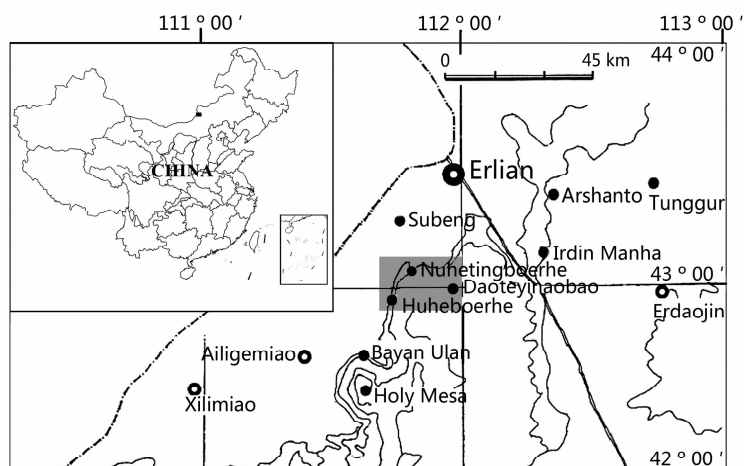 111 º 00 ′
112 º 00 ′
113 º 00 ′
0 45 km
44 º 00 ′
CHINA
Erlian
Arshanto
Tunggur
Subeng
Irdin Manha
Nuhetingboerhe
43 º 00 ′
Daoteyinaobao
Huheboerhe
Erdaojin
Ailigemiao
Bayan Ulan
Xilimiao
Holy Mesa
42 º 00 ′